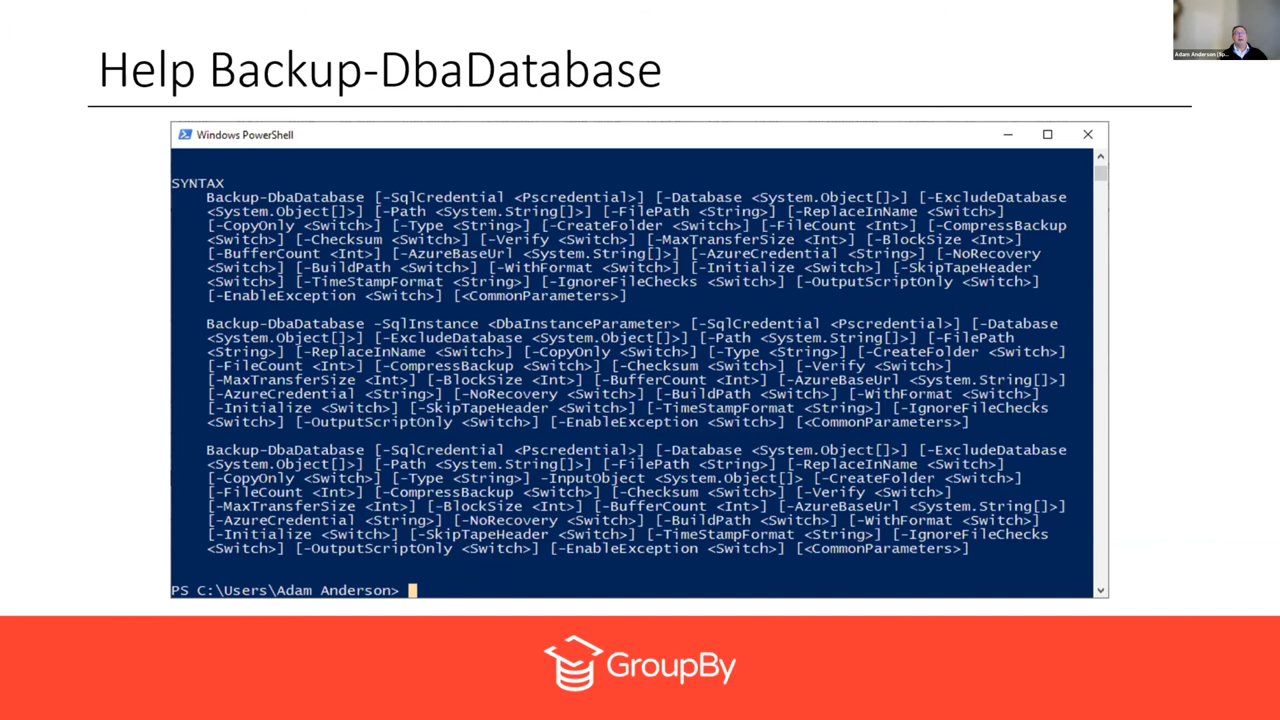 Adam Anderson (Sp...
Help Backup-DbaDatabase
Windows PowerShell
SYNTAX
Backup-DbaDatabase [-SqlCredential <Pscredential>] [-Database <System.Object[]>] [-ExcludeDatabase
<System.Object[]>] [-Path <System.String[]>] [-FilePath <String>] [-ReplaceInName <Switch>]
[-CopyOnly <Switch>] [-Type <String>] [-CreateFolder <Switch>] [-FileCount <Int>] [-CompressBackup
<Switch>] [-Checksum <Switch>] [-Verify <Switch>] [-MaxTransferSize <Int>] [-BlockSize <Int>]
[-BufferCount <Int>] [-AzureBaseUrl <System.String[]>] [-AzureCredential <String>] [-NoRecovery
<Switch>] [-BuildPath <Switch>] [-WithFormat <Switch>] [-Initialize <Switch>] [-SkipTapeHeader
<Switch>] [-TimeStampFormat <String>] [-IgnoreFileChecks <Switch>] [-OutputScriptOnly <Switch>]
[-EnableException <Switch>] [<CommonParameters>]
Backup-DbaDatabase -SqlInstance <DbaInstanceParameter> [-SqlCredential <Pscredential>] [-Database
<System.Object[]>] [-ExcludeDatabase <System.Object[]>] [-Path <System.String[]>] [-FilePath
<String>] [-ReplaceInName <Switch>] [-CopyOnly <Switch>] [-Type <String>] [-CreateFolder <Switch>]
[-FileCount <Int>] [-CompressBackup <Switch>] [-Checksum <Switch>] [-Verify <Switch>]
[-MaxTransferSize <Int>] [-BlockSize <Int>] [-BufferCount <Int>] [-AzureBaseUrl <System.String[]>]
[-AzureCredential <String>] [-NoRecovery <Switch>] [-BuildPath <Switch>] [-WithFormat <Switch>]
[-Initialize <Switch>] [-SkipTapeHeader <Switch>] [-TimeStampFormat <String>] [-IgnoreFileChecks
<Switch>] [-OutputScriptOnly <Switch>] [-EnableException <Switch>] [<CommonParameters>]
Backup-DbaDatabase [-SqlCredential <Pscredential>] [-Database <System.Object[]>] [-ExcludeDatabase
<System.Object[]>] [-Path <System.String[]>] [-FilePath <String>] [-ReplaceInName <Switch>]
[-CopyOnly <Switch>] [-Type <String>] -InputObject <System.Object[]> [-CreateFolder <Switch>]
[-FileCount <Int>] [-CompressBackup <Switch>] [-Checksum <Switch>] [-Verify <Switch>]
[-MaxTransferSize <Int>] [-BlockSize <Int>] [-BufferCount <Int>] [-AzureBaseUrl <System.String[]>]
[-AzureCredential <String>] [-NoRecovery <Switch>] [-BuildPath <Switch>] [-WithFormat <Switch>]
[-Initialize <Switch>] [-SkipTapeHeader <Switch>] [-TimeStampFormat <String>] [-IgnoreFileChecks
<Switch>] [-OutputScriptOnly <Switch>] [-EnableException <Switch>] [<CommonParameters>]
PS C:\Users\Adam Anderson>
GroupBy